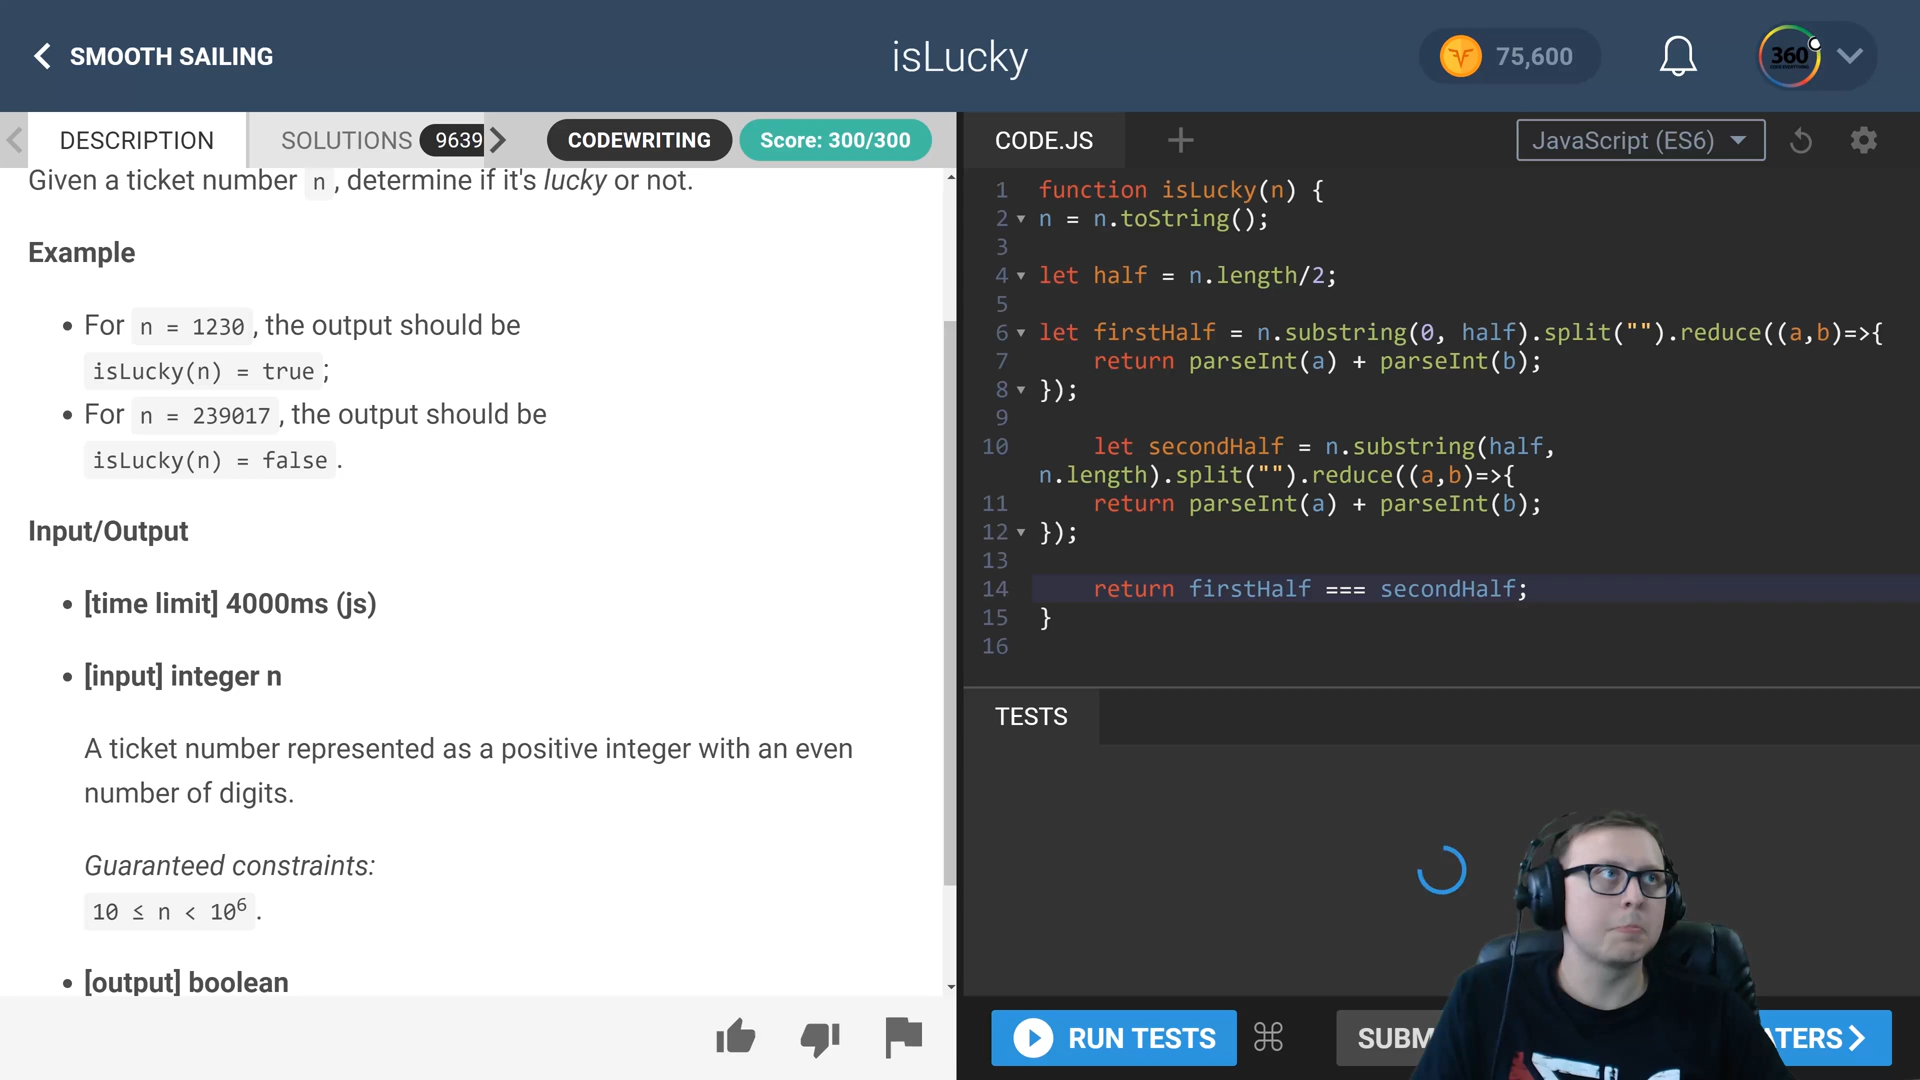 SMOOTH SAILING
isLucky
75,600
360
DESCRIPTION
SOLUTIONS 9639
CODEWRITING
Score: 300/300
Given a ticket number n, determine if it's lucky or not.
Example
For n = 1230, the output should be
isLucky(n) = true;
For n = 239017, the output should be
isLucky(n) = false.
Input/Output
[time limit] 4000ms (js)
[input] integer n
A ticket number represented as a positive integer with an even
number of digits.
Guaranteed constraints:
10 ≤ n < 10⁶.
[output] boolean
CODE.JS
JavaScript (ES6)
1 function isLucky(n) {
2 n = n.toString();
3
4 let half = n.length/2;
5
6 let firstHalf = n.substring(0, half).split("").reduce((a,b)=>{
7 return parseInt(a) + parseInt(b);
8 });
9
10 let secondHalf = n.substring(half,
n.length).split("").reduce((a,b)=>{
11 return parseInt(a) + parseInt(b);
12 });
13
14 return firstHalf === secondHalf;
15 }
16
TESTS
RUN TESTS
SUBM
ATERS